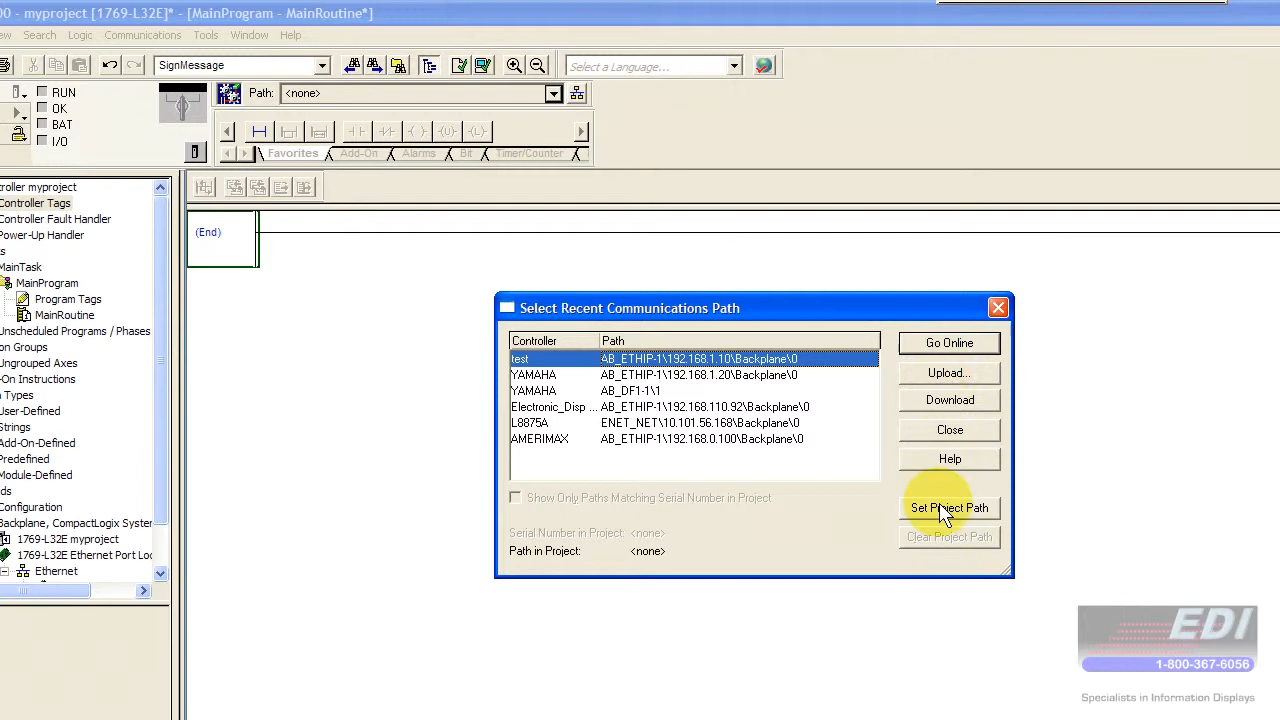 00 - myproject [1769-L32E]* - [MainProgram - MainRoutine*]
ew Search Logic Communications Tools Window Help
SignMessage
Select a Language...
RUN
OK
BAT
I/O
Path: <none>
Favorites Add-On Alarms Bit Timer/Counter
ntroller myproject
Controller Tags
Controller Fault Handler
Power-Up Handler
ks
MainTask
MainProgram
Program Tags
MainRoutine
Unscheduled Programs / Phases
on Groups
Ungrouped Axes
n Types
User-Defined
Strings
Add-On-Defined
Predefined
Module-Defined
ds
Configuration
Backplane, CompactLogix System
1769-L32E myproject
1769-L32E Ethernet Port Loc
Ethernet
(End)
Select Recent Communications Path
Controller Path
test AB_ETHIP-1\192.168.1.10\Backplane\0
YAMAHA AB_ETHIP-1\192.168.1.20\Backplane\0
YAMAHA AB_DF1-1\1
Electronic_Disp ... AB_ETHIP-1\192.168.110.92\Backplane\0
L8875A ENET_NET\10.101.56.168\Backplane\0
AMERIMAX AB_ETHIP-1\192.168.0.100\Backplane\0
Show Only Paths Matching Serial Number in Project
Serial Number in Project: <none>
Path in Project: <none>
Go Online
Upload...
Download
Close
Help
Set Project Path
Clear Project Path
EDI
1-800-367-6056
Specialists in Information Displays